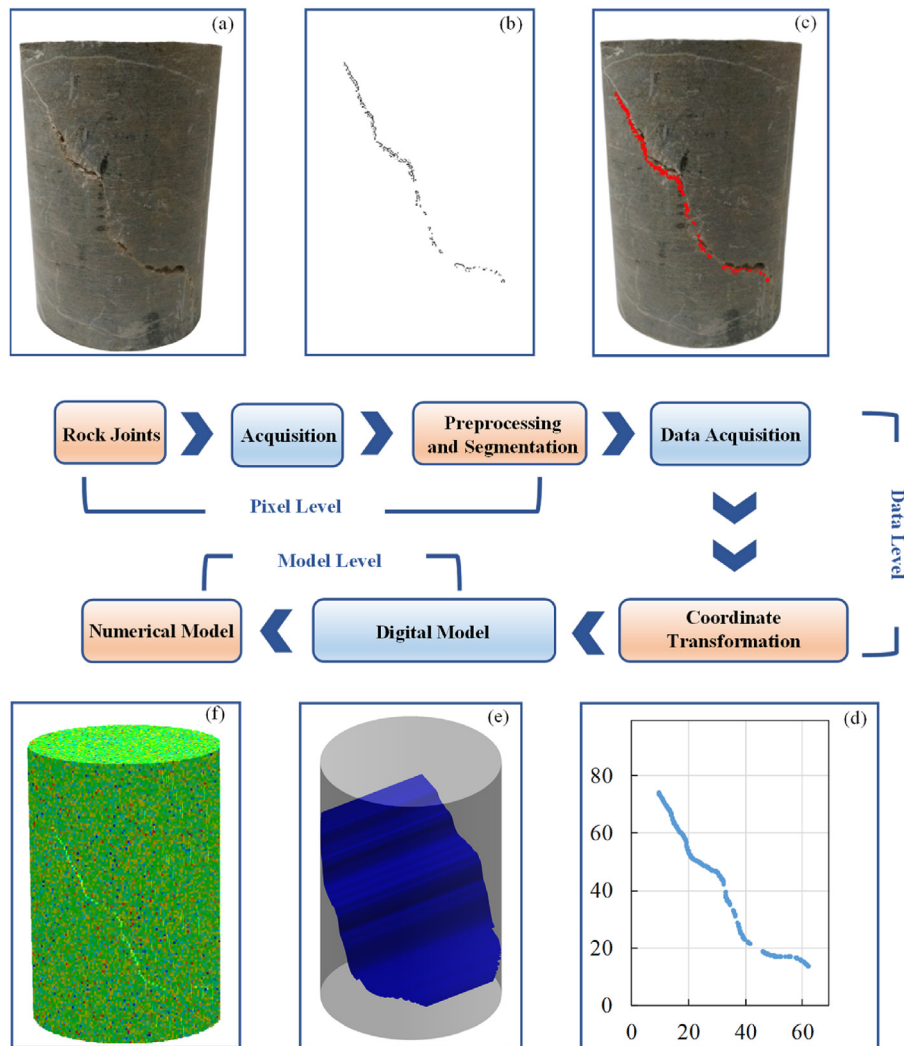 (a)
(b)
(c)
Rock Joints
Acquisition
Preprocessing
and Segmentation
Data Acquisition
Pixel Level
Data Level
Model Level
Numerical Model
Digital Model
Coordinate
Transformation
(f)
(e)
(d)
80
60
40
20
0
0 20 40 60